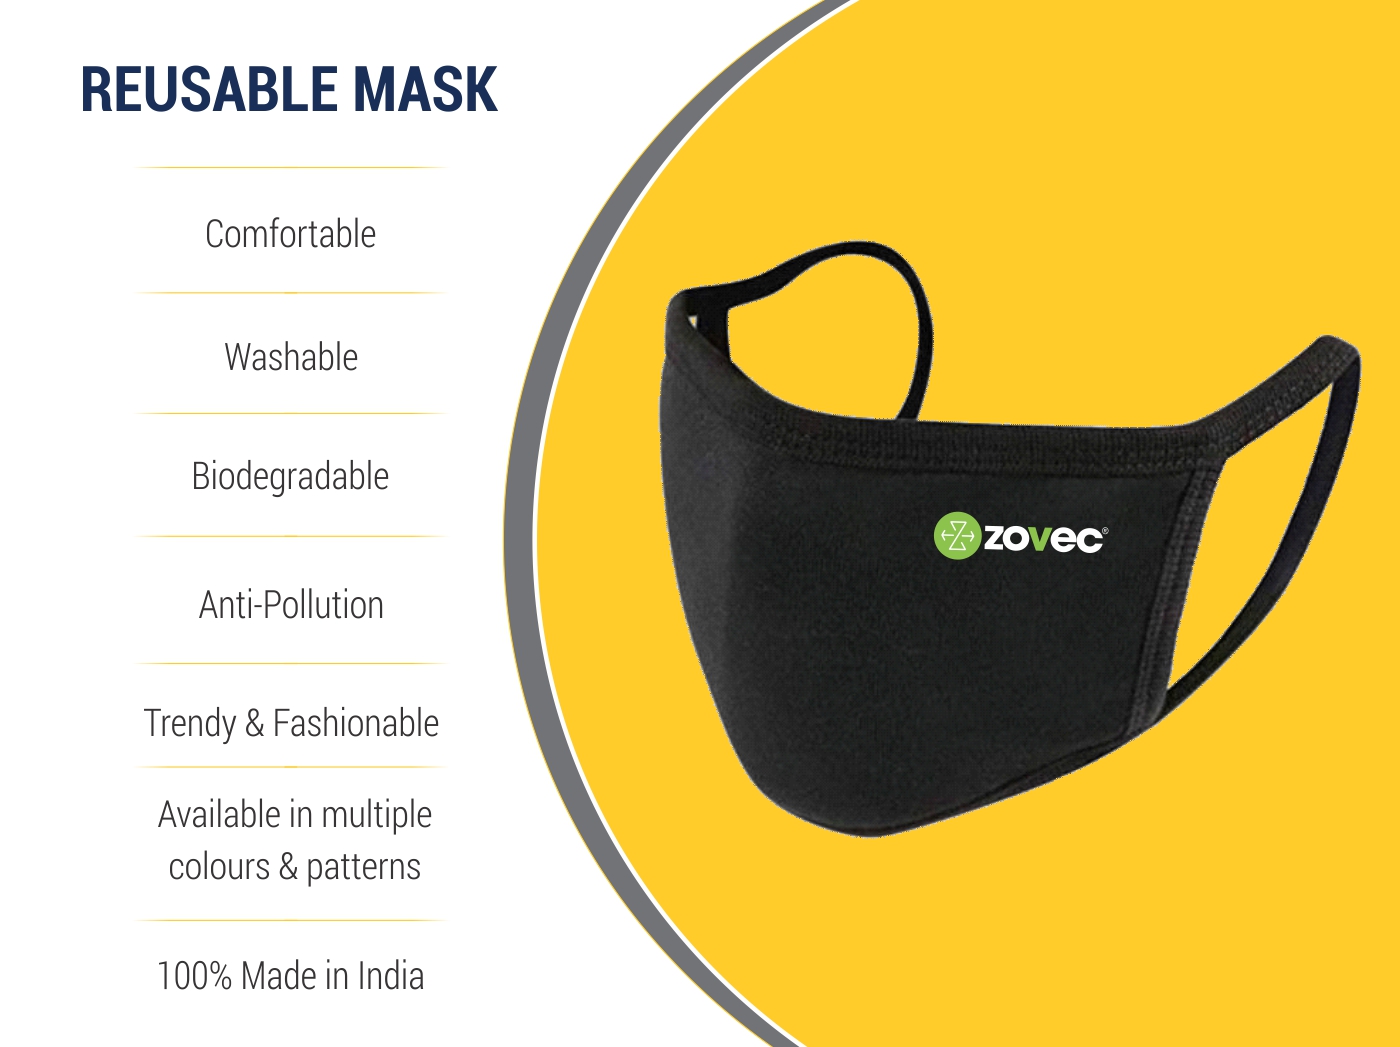 REUSABLE MASK
Comfortable
Washable
Biodegradable
Anti-Pollution
Trendy & Fashionable
Available in multiple
colours & patterns
100% Made in India
zovec®